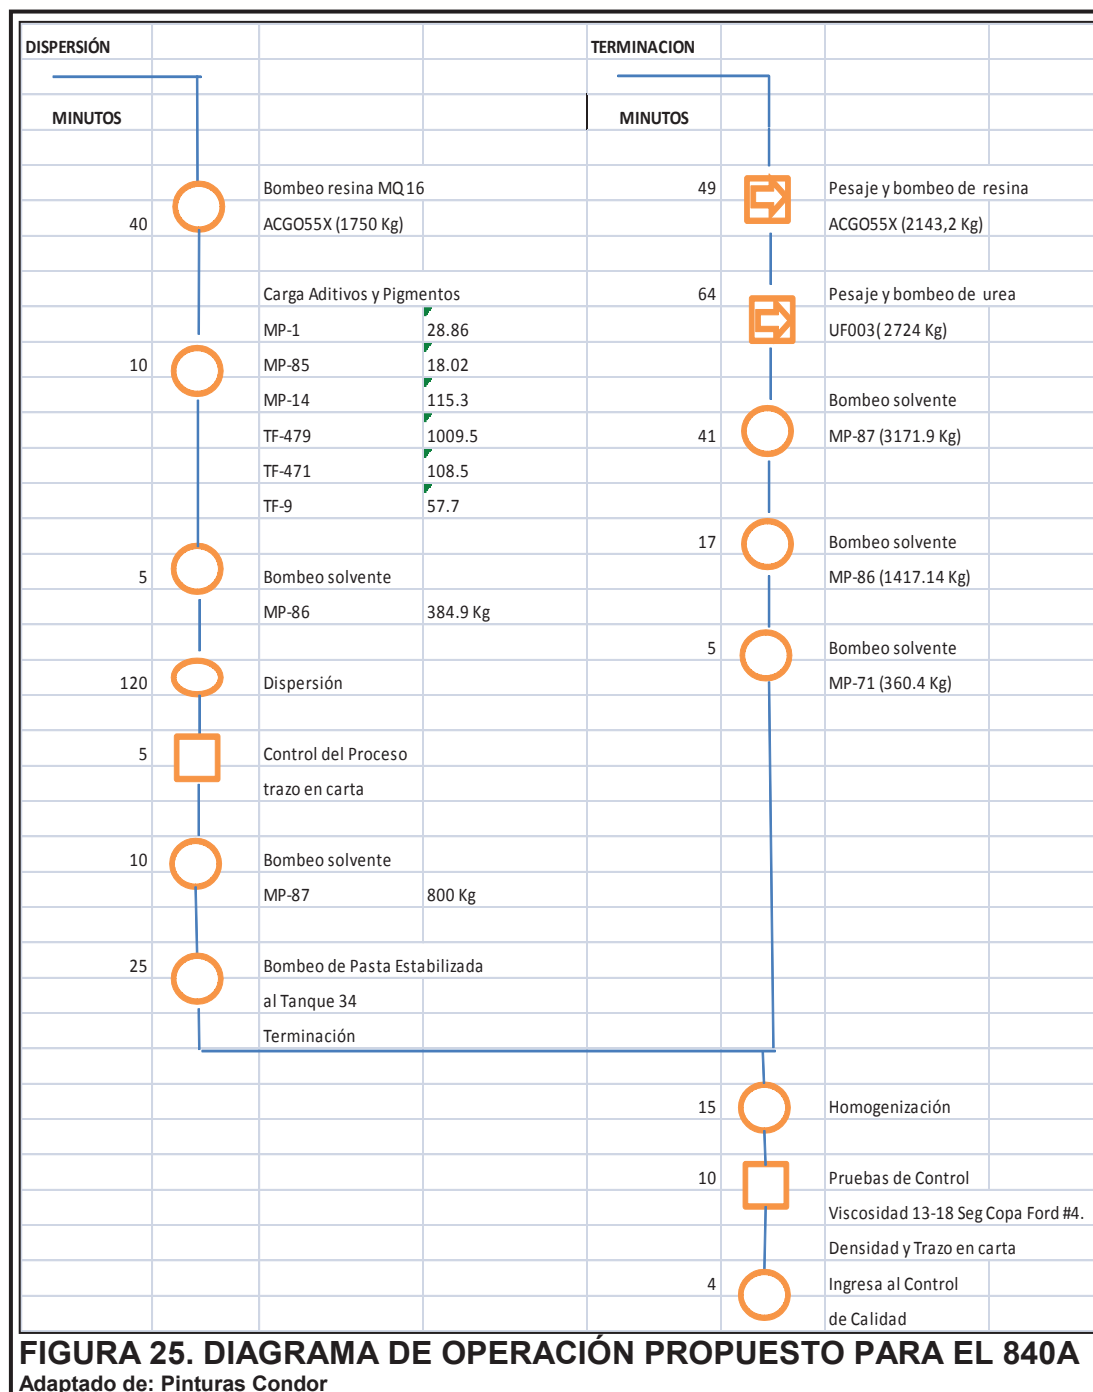 DISPERSIÓN
MINUTOS
Bombeo resina MQ16
40 ACGO55X (1750 Kg)
Carga Aditivos y Pigmentos
MP-1 28.86
10 MP-85 18.02
MP-14 115.3
TF-479 1009.5
TF-471 108.5
TF-9 57.7
5 Bombeo solvente
MP-86 384.9 Kg
120 Dispersión
5 Control del Proceso
trazo en carta
10 Bombeo solvente
MP-87 800 Kg
25 Bombeo de Pasta Estabilizada
al Tanque 34
Terminación
TERMINACION
MINUTOS
49 Pesaje y bombeo de resina
ACGO55X (2143,2 Kg)
64 Pesaje y bombeo de urea
UF003( 2724 Kg)
Bombeo solvente
41 MP-87 (3171.9 Kg)
17 Bombeo solvente
MP-86 (1417.14 Kg)
5 Bombeo solvente
MP-71 (360.4 Kg)
15 Homogenización
10 Pruebas de Control
Viscosidad 13-18 Seg Copa Ford #4.
Densidad y Trazo en carta
4 Ingresa al Control
de Calidad
FIGURA 25. DIAGRAMA DE OPERACIÓN PROPUESTO PARA EL 840A
Adaptado de: Pinturas Condor